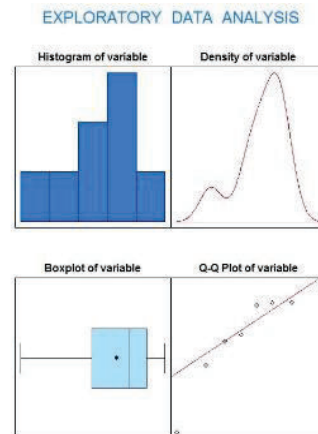 EXPLORATORY DATA ANALYSIS
Histogram of variable
Density of variable
Boxplot of variable
Q-Q Plot of variable